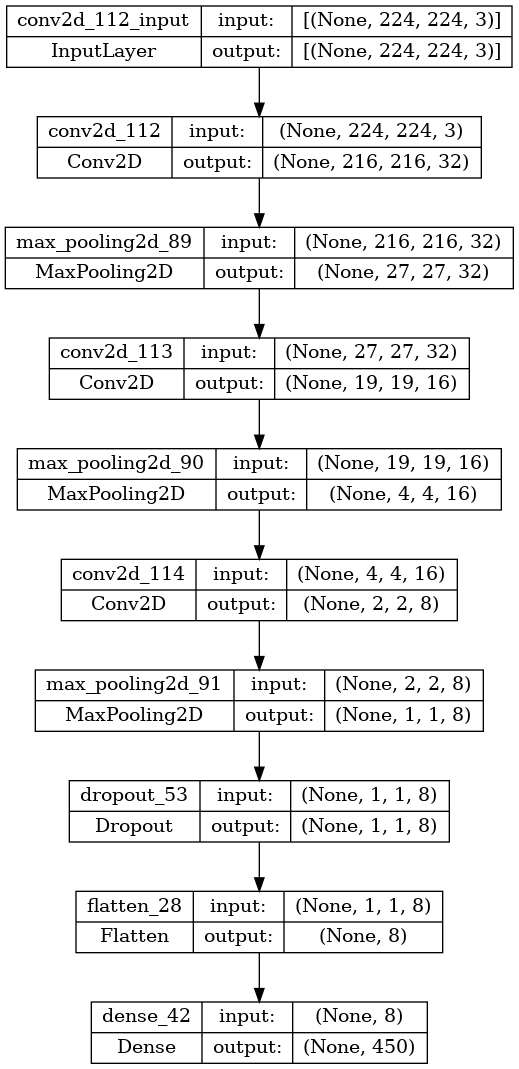 conv2d_112_input input: [(None, 224, 224, 3)]
InputLayer output: [(None, 224, 224, 3)]
conv2d_112 input: (None, 224, 224, 3)
Conv2D output: (None, 216, 216, 32)
max_pooling2d_89 input: (None, 216, 216, 32)
MaxPooling2D output: (None, 27, 27, 32)
conv2d_113 input: (None, 27, 27, 32)
Conv2D output: (None, 19, 19, 16)
max_pooling2d_90 input: (None, 19, 19, 16)
MaxPooling2D output: (None, 4, 4, 16)
conv2d_114 input: (None, 4, 4, 16)
Conv2D output: (None, 2, 2, 8)
max_pooling2d_91 input: (None, 2, 2, 8)
MaxPooling2D output: (None, 1, 1, 8)
dropout_53 input: (None, 1, 1, 8)
Dropout output: (None, 1, 1, 8)
flatten_28 input: (None, 1, 1, 8)
Flatten output: (None, 8)
dense_42 input: (None, 8)
Dense output: (None, 450)